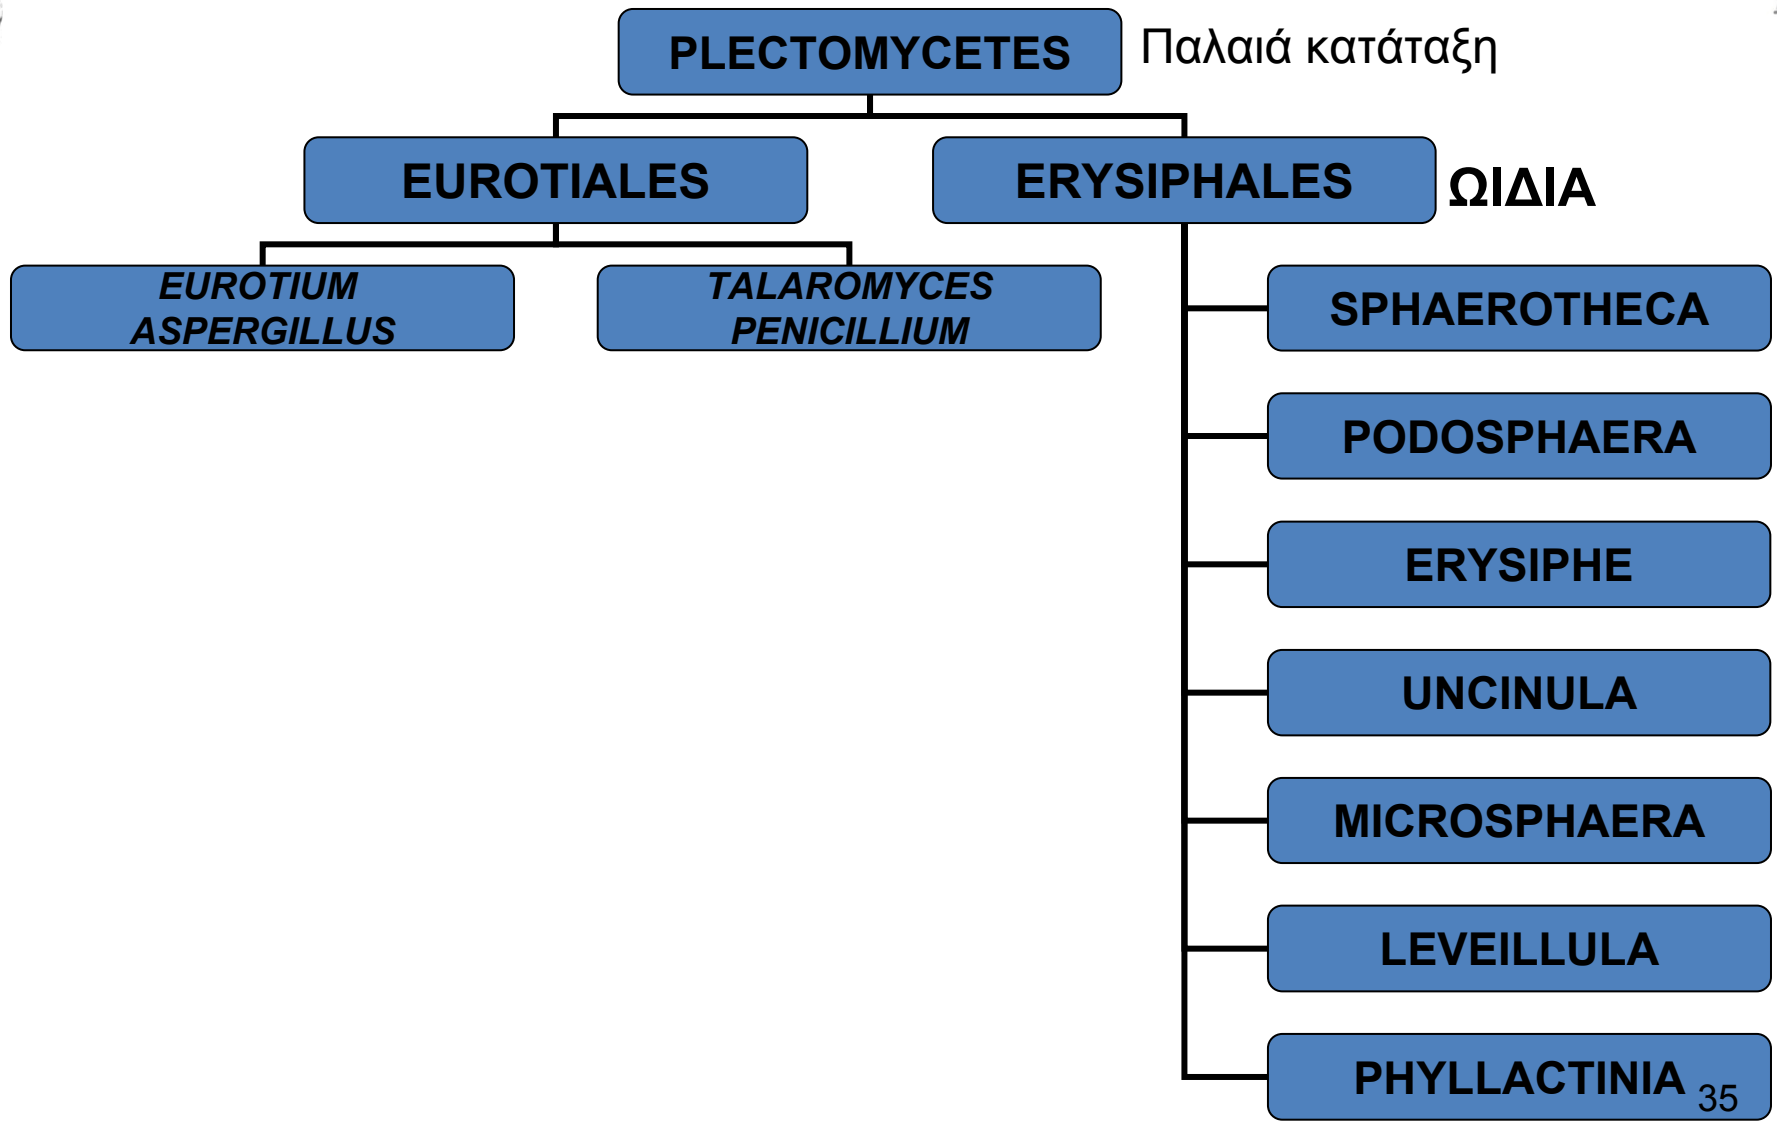 PLECTOMYCETES
Παλαιά κατάταξη
EUROTIALES
ERYSIPHALES
ΩΙΔΙΑ
EUROTIUM
ASPERGILLUS
TALAROMYCES
PENICILLIUM
SPHAEROTHECA
PODOSPHAERA
ERYSIPHE
UNCINULA
MICROSPHAERA
LEVEILLULA
PHYLLACTINIA
35